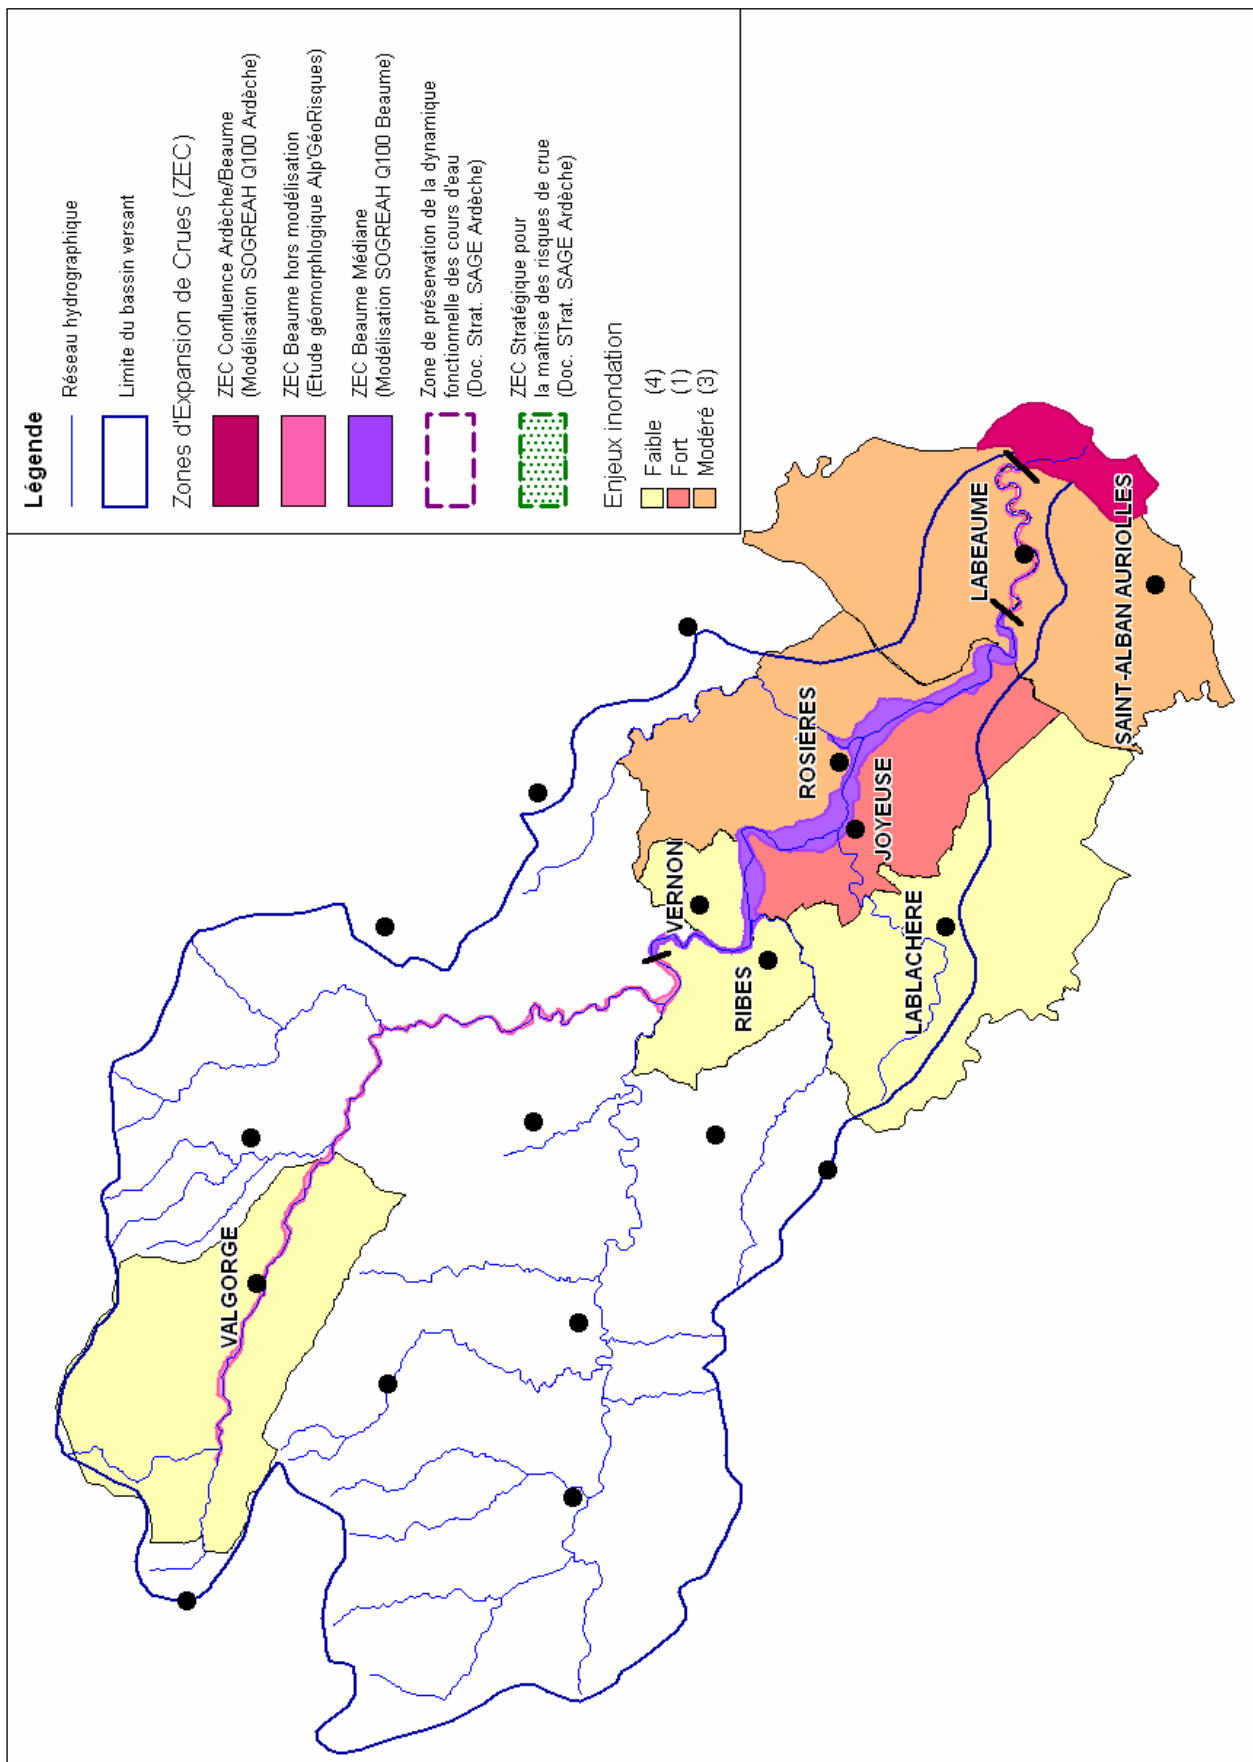 Légende
Réseau hydrographique
Limite du bassin versant
Zones d'Expansion de Crues (ZEC)
ZEC Confluence Ardèche/Beaume
(Modélisation SOGREAH Q100 Ardèche)
ZEC Beaume hors modélisation
(Etude géomorphlogique Alp'GéoRisques)
ZEC Beaume Médiane
(Modélisation SOGREAH Q100 Beaume)
Zone de préservation de la dynamique
fonctionnelle des cours d'eau
(Doc. Strat. SAGE Ardèche)
ZEC Stratégique pour
la maîtrise des risques de crue
(Doc. STrat. SAGE Ardèche)
Enjeux inondation
Faible (4)
Fort (1)
Modéré (3)
VALGORGE
VERNON
RIBES
ROSIÈRES
JOYEUSE
LABLACHÈRE
LABEAUME
SAINT-ALBAN AURIOLLES